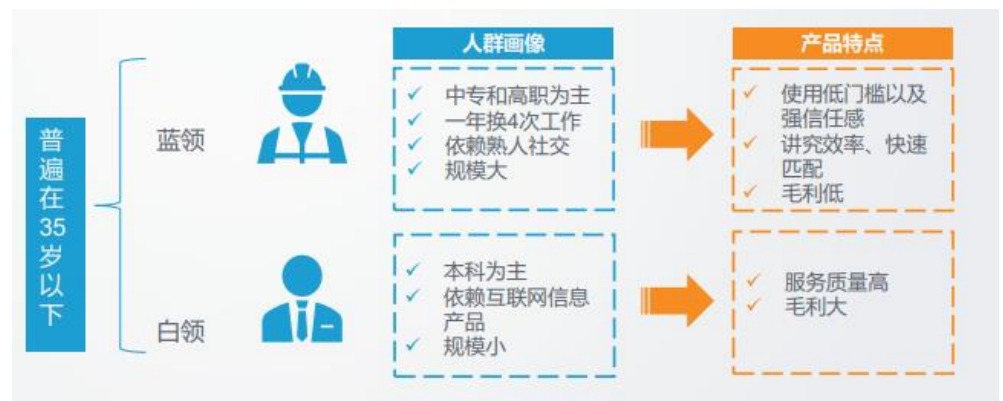 人群画像
产品特点
普遍在35岁以下
蓝领
中专和高职为主
一年换4次工作
依赖熟人社交
规模大
使用低门槛以及
强信任感
讲究效率、快速
匹配
毛利低
白领
本科为主
依赖互联网信息
产品
规模小
服务质量高
毛利大